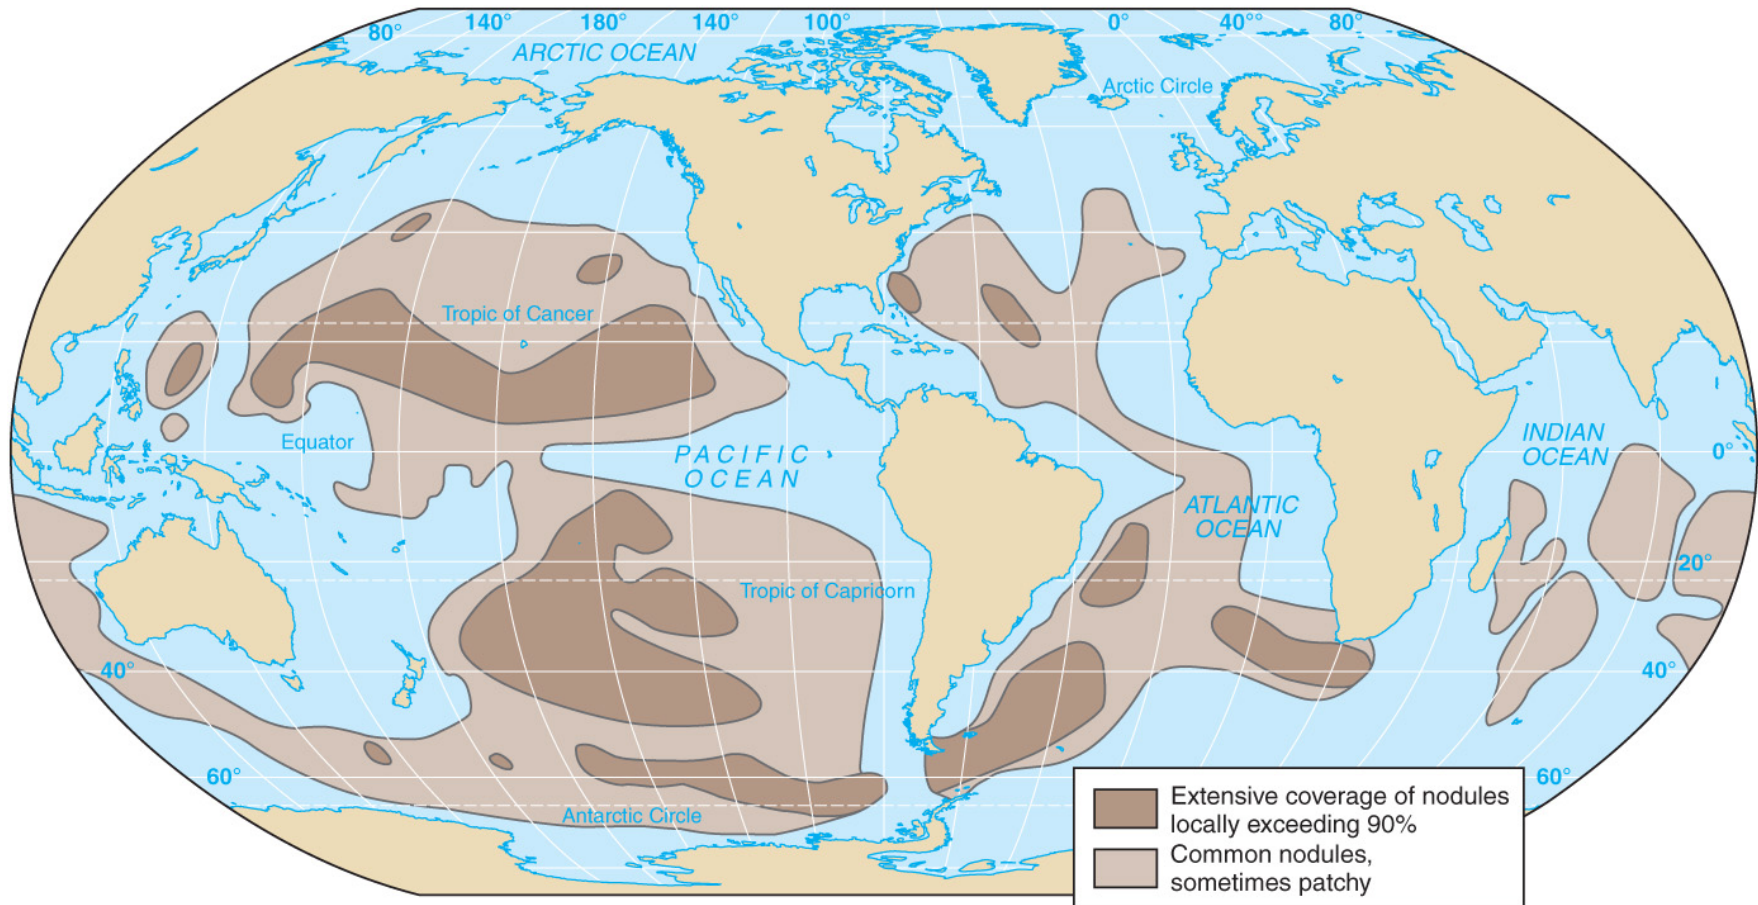 80°
140°
180°
140°
100°
0°
40°°
80°
ARCTIC OCEAN
Arctic Circle
Tropic of Cancer
Equator
PACIFIC
OCEAN
INDIAN
OCEAN
0°
ATLANTIC
OCEAN
20°
Tropic of Capricorn
40°
40°
60°
60°
Antarctic Circle
Extensive coverage of nodules
locally exceeding 90%
Common nodules,
sometimes patchy